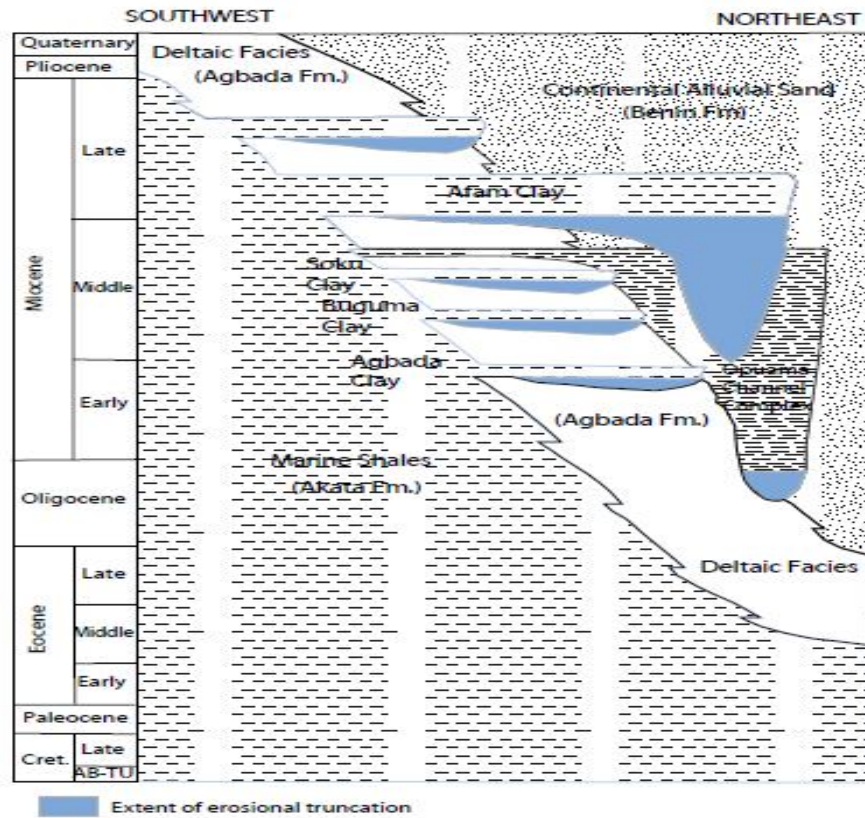 SOUTHWEST
NORTHEAST
Quaternary
Pliocene
Late
Middle
Early
Miocene
Oligocene
Late
Middle
Early
Eocene
Paleocene
Late
Cret.
AB-TU
Deltaic Facies
(Agbada Fm.)
Continental Alluvial Sand
(Benin Fm)
Afam Clay
Soku
Clay
Buguma
Clay
Agbada
Clay
Opuama
Channel
Complex
(Agbada Fm.)
Marine Shales
(Akata Fm.)
Deltaic Facies
Extent of erosional truncation